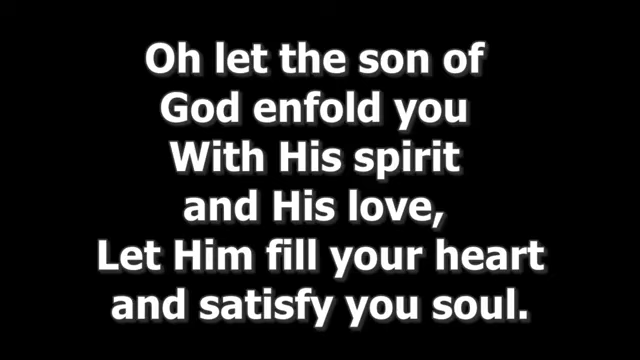 Oh let the son of
God enfold you
With His spirit
and His love,
Let Him fill your heart
and satisfy you soul.